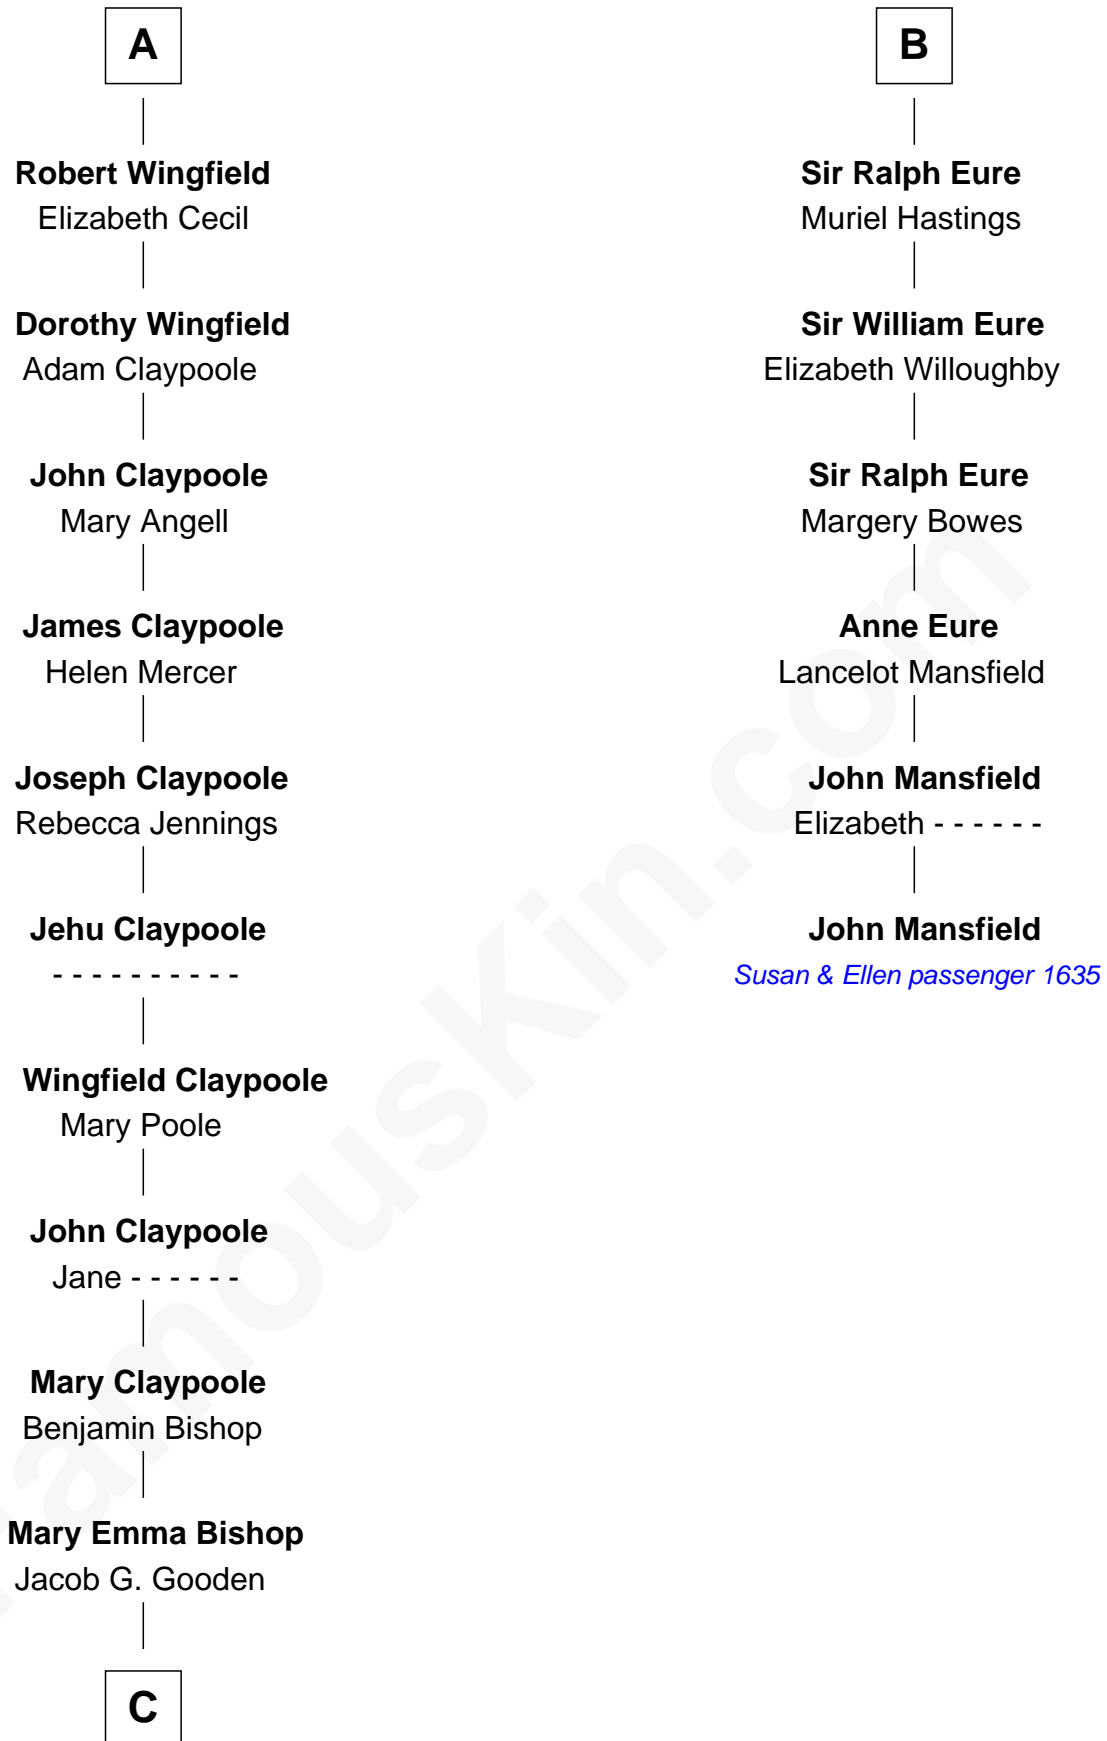 A
Robert Wingfield
Elizabeth Cecil
Dorothy Wingfield
Adam Claypoole
John Claypoole
Mary Angell
James Claypoole
Helen Mercer
Joseph Claypoole
Rebecca Jennings
Jehu Claypoole
- - - - - - - - - -
Wingfield Claypoole
Mary Poole
John Claypoole
Jane - - - - - -
Mary Claypoole
Benjamin Bishop
Mary Emma Bishop
Jacob G. Gooden
C
B
Sir Ralph Eure
Muriel Hastings
Sir William Eure
Elizabeth Willoughby
Sir Ralph Eure
Margery Bowes
Anne Eure
Lancelot Mansfield
John Mansfield
Elizabeth - - - - - -
John Mansfield
Susan & Ellen passenger 1635
FamousKin.com